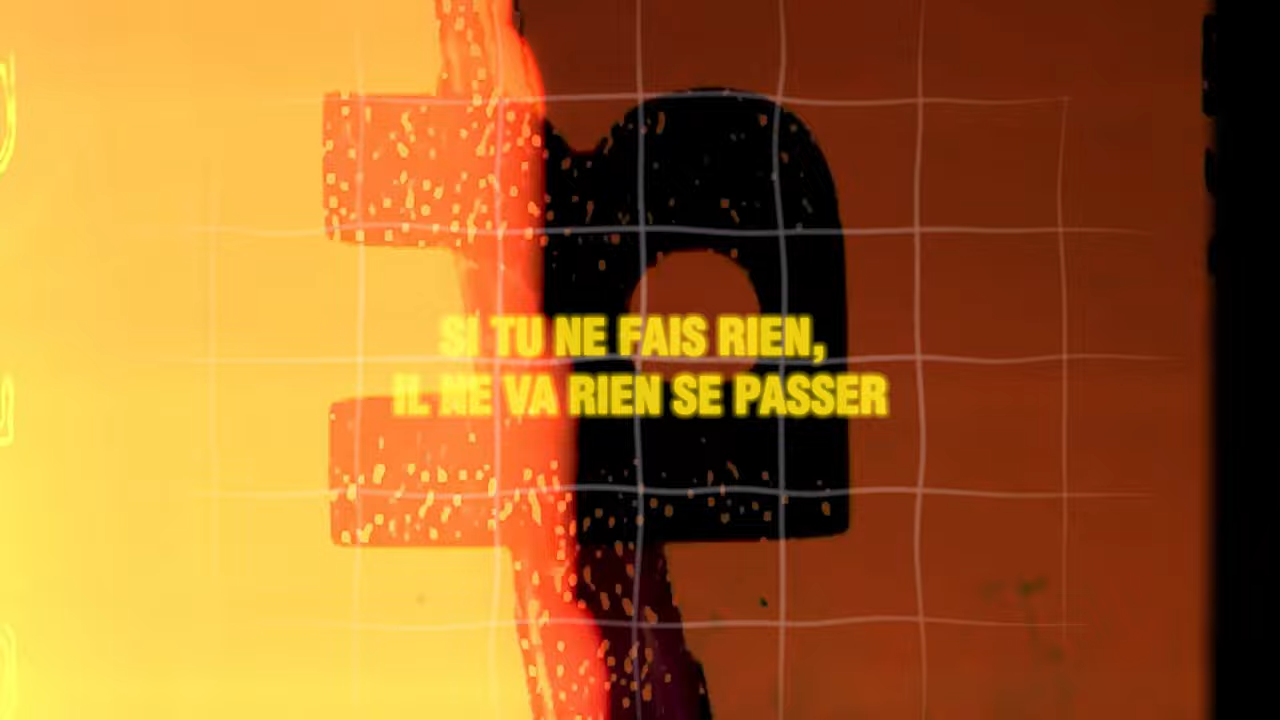 SI TU NE FAIS RIEN,
IL NE VA RIEN SE PASSER